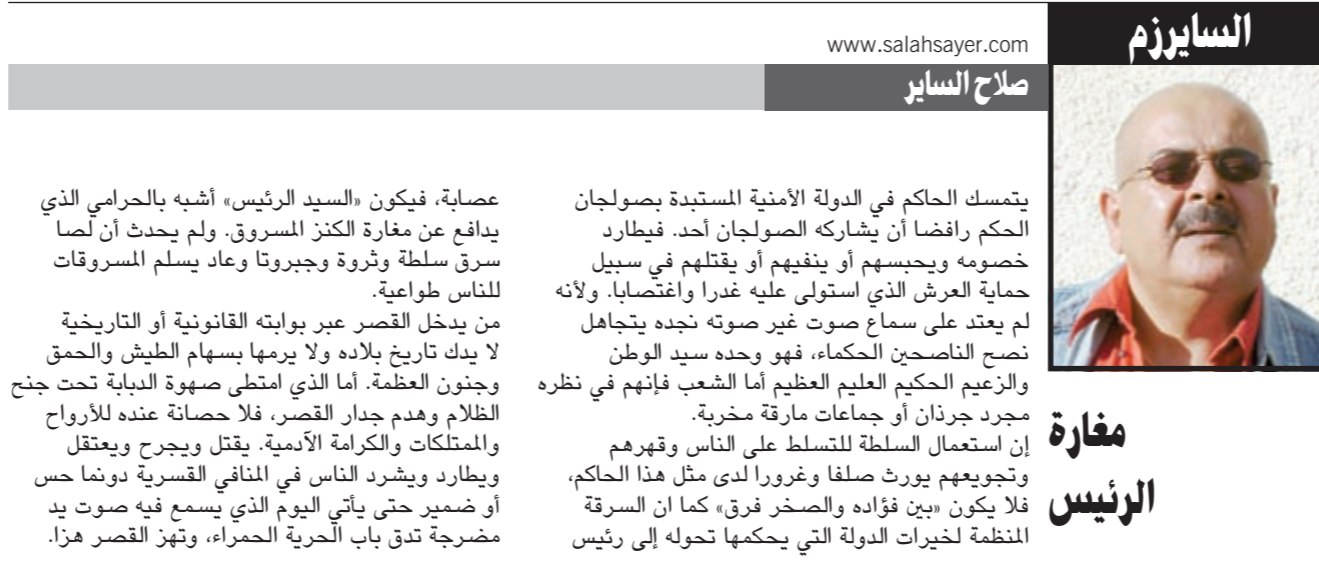 السايرزم
www.salahsayer.com
صلاح الساير
مغارة
الرئيس
يتمسك الحاكم في الدولة الأمنية المستبدة بصولجان
الحكم رافضا أن يشاركه الصولجان أحد. فيطارد
خصومه ويحبسهم أو ينفيهم أو يقتلهم في سبيل
حماية العرش الذي استولى عليه غدرا واغتصابا. ولأنه
لم يعتد على سماع صوت غير صوته نجده يتجاهل
نصح الناصحين الحكماء، فهو وحده سيد الوطن
والزعيم الحكيم العليم العظيم أما الشعب فإنهم في نظره
مجرد جرذان أو جماعات مارقة مخربة.
إن استعمال السلطة للتسلط على الناس وقهرهم
وتجويعهم يورث صلفا وغرورا لدى مثل هذا الحاكم،
فلا يكون «بين فؤاده والصخر فرق» كما ان السرقة
المنظمة لخيرات الدولة التي يحكمها تحوله إلى رئيس
عصابة، فيكون «السيد الرئيس» أشبه بالحرامي الذي
يدافع عن مغارة الكنز المسروق. ولم يحدث أن لصا
سرق سلطة وثروة وجبروتا وعاد يسلم المسروقات
للناس طواعية.
من يدخل القصر عبر بوابته القانونية أو التاريخية
لا يدك تاريخ بلاده ولا يرمها بسهام الطيش والحمق
وجنون العظمة. أما الذي امتطى صهوة الدبابة تحت جنح
الظلام وهدم جدار القصر، فلا حصانة عنده للأرواح
والممتلكات والكرامة الآدمية. يقتل ويجرح ويعتقل
ويطارد ويشرد الناس في المنافي القسرية دونما حس
أو ضمير حتى يأتي اليوم الذي يسمع فيه صوت يد
مضرجة تدق باب الحرية الحمراء، وتهز القصر هزا.